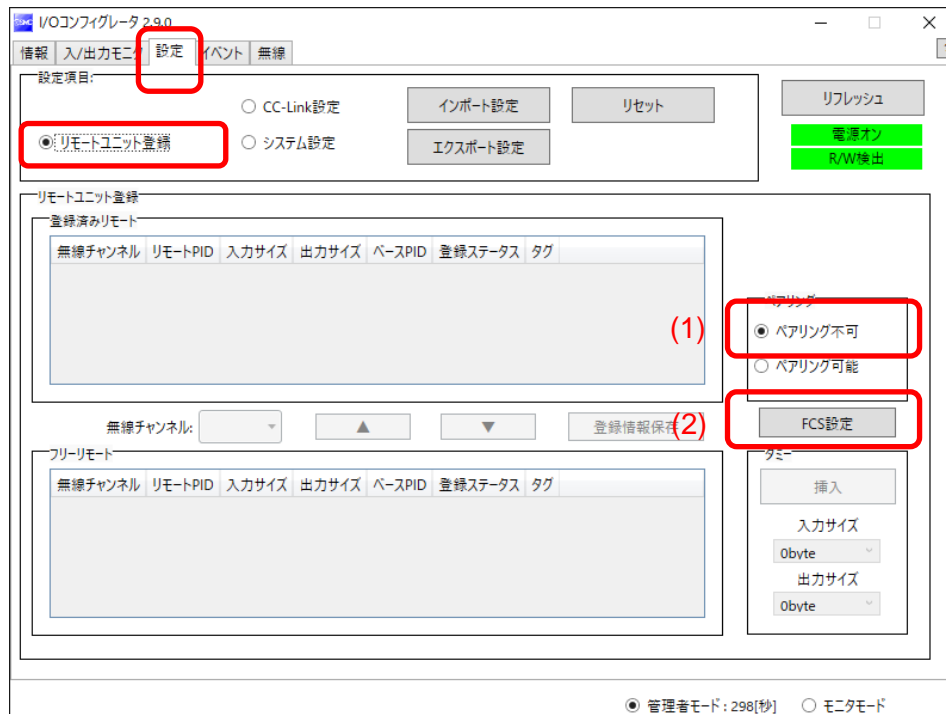 SMC I/Oコンフィグレータ 2.9.0
情報 入/出力モニタ 設定 イベント 無線
設定項目:
CC-Link設定 インポート設定 リセット リフレッシュ
リモートユニット登録 システム設定 エクスポート設定 電源オン
R/W検出
リモートユニット登録
登録済みリモート
無線チャンネル リモートPID 入力サイズ 出力サイズ ベースPID 登録ステータス タグ
ペアリング
(1) ペアリング不可
ペアリング可能
無線チャンネル: ▲ ▼ 登録情報保存 (2) FCS設定
フリーリモート ダミー
無線チャンネル リモートPID 入力サイズ 出力サイズ ベースPID 登録ステータス タグ 挿入
入力サイズ
0byte
出力サイズ
0byte
管理者モード : 298[秒] モニタモード